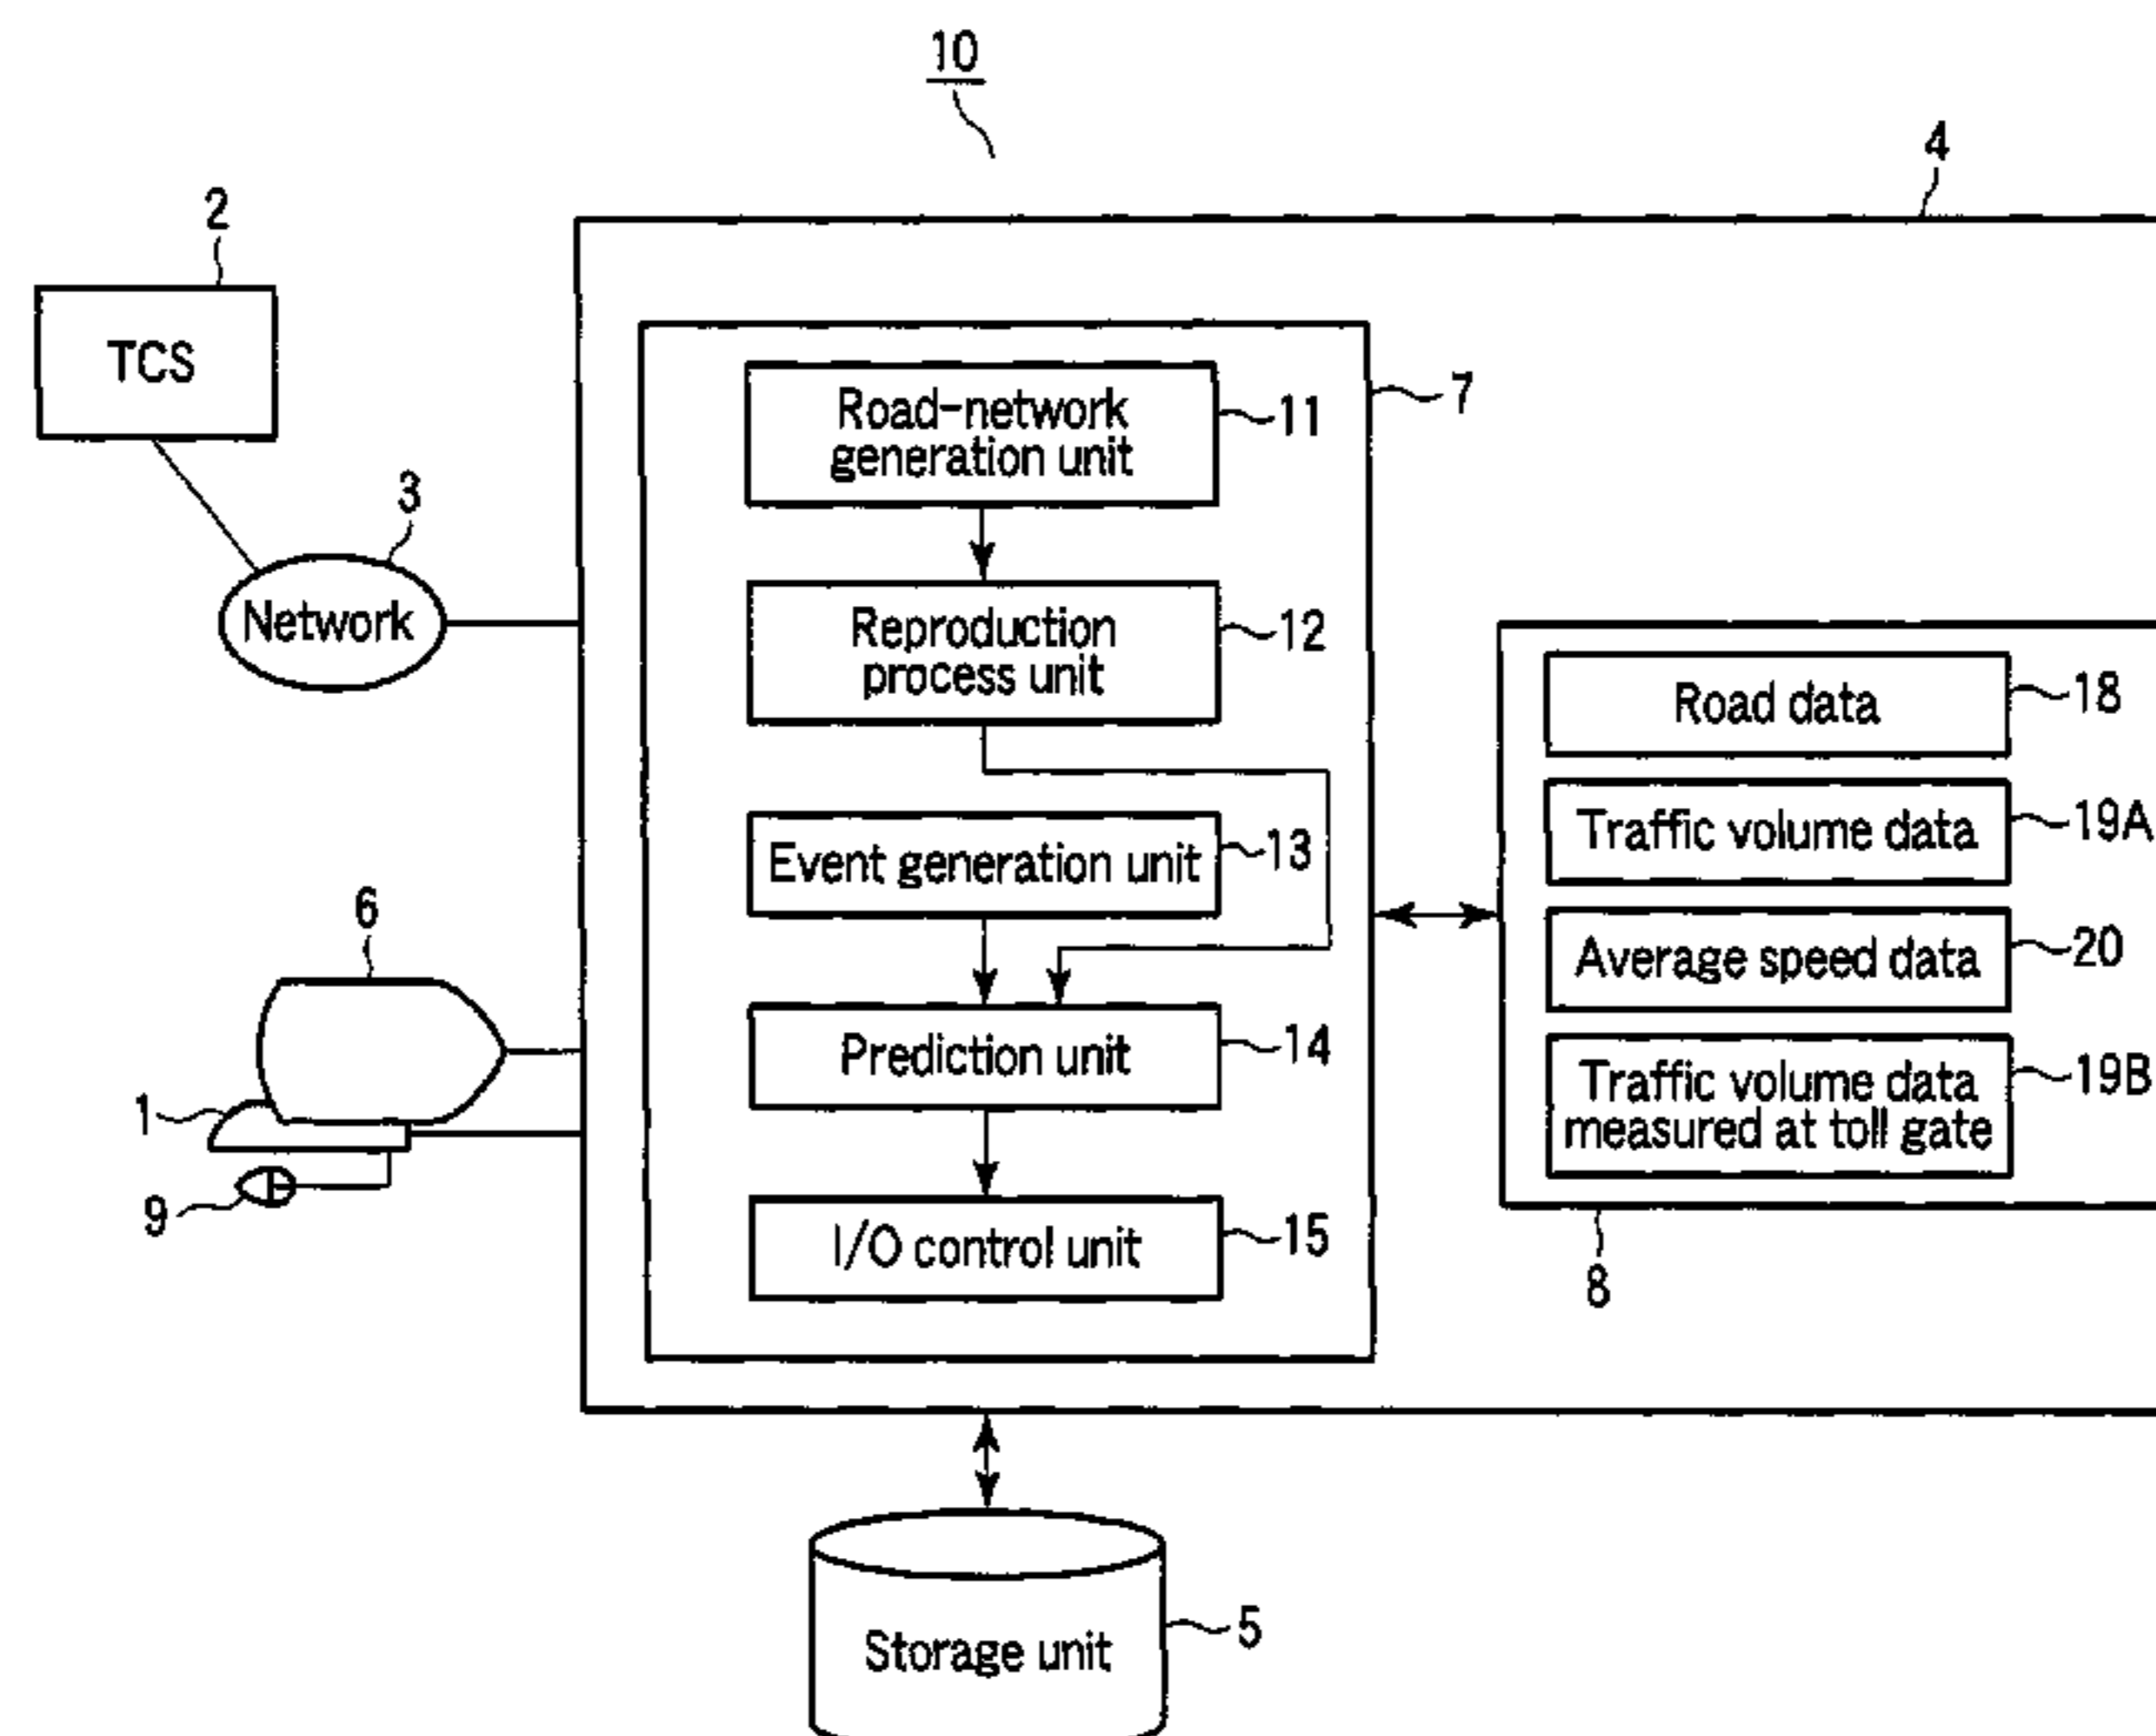 10
4
2
TCS
3
Network
7
Road-network
generation unit
11
Reproduction
process unit
12
Event generation unit
13
Prediction unit
14
I/O control unit
15
Road data
18
Traffic volume data
19A
Average speed data
20
Traffic volume data
measured at toll gate
19B
8
6
1
9
Storage unit
5